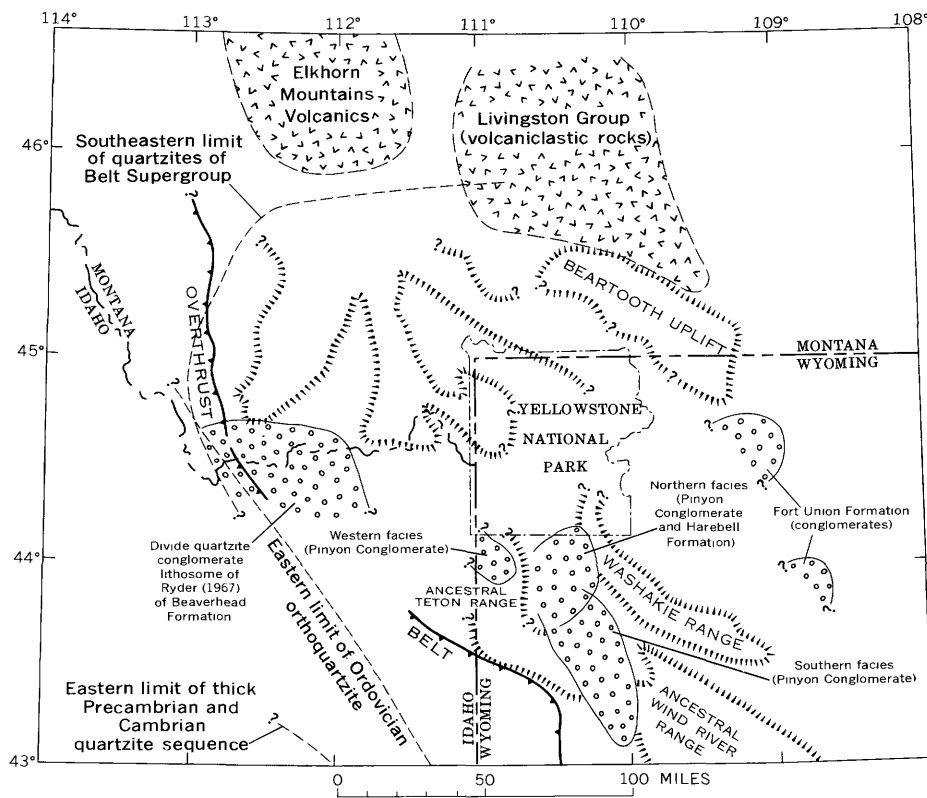 114°
113°
112°
111°
110°
109°
108°
Elkhorn
Mountains
Volcanics
Livingston Group
(volcaniclastic rocks)
46°
Southeastern limit
of quartzites of
Belt Supergroup
?
?
?
?
?
?
MONTANA
IDAHO
OVERTHRUST
BEARTOOTH UPLIFT
45°
MONTANA
WYOMING
?
?
YELLOWSTONE
NATIONAL
PARK
?
?
?
?
Northern facies
(Pinyon
Conglomerate
and Harebell
Formation)
Fort Union Formation
(conglomerates)
Western facies
(Pinyon Conglomerate)
?
?
?
44°
Divide quartzite
conglomerate
lithosome of
Ryder (1967)
of Beaverhead
Formation
Eastern limit of Ordovician
orthoquartzite
ANCESTRAL
TETON RANGE
WASHAKIE RANGE
?
?
BELT
Southern facies
(Pinyon Conglomerate)
Eastern limit of thick
Precambrian and
Cambrian
quartzite sequence
?
IDAHO
WYOMING
ANCESTRAL
WIND RIVER
RANGE
43°
0
50
100 MILES